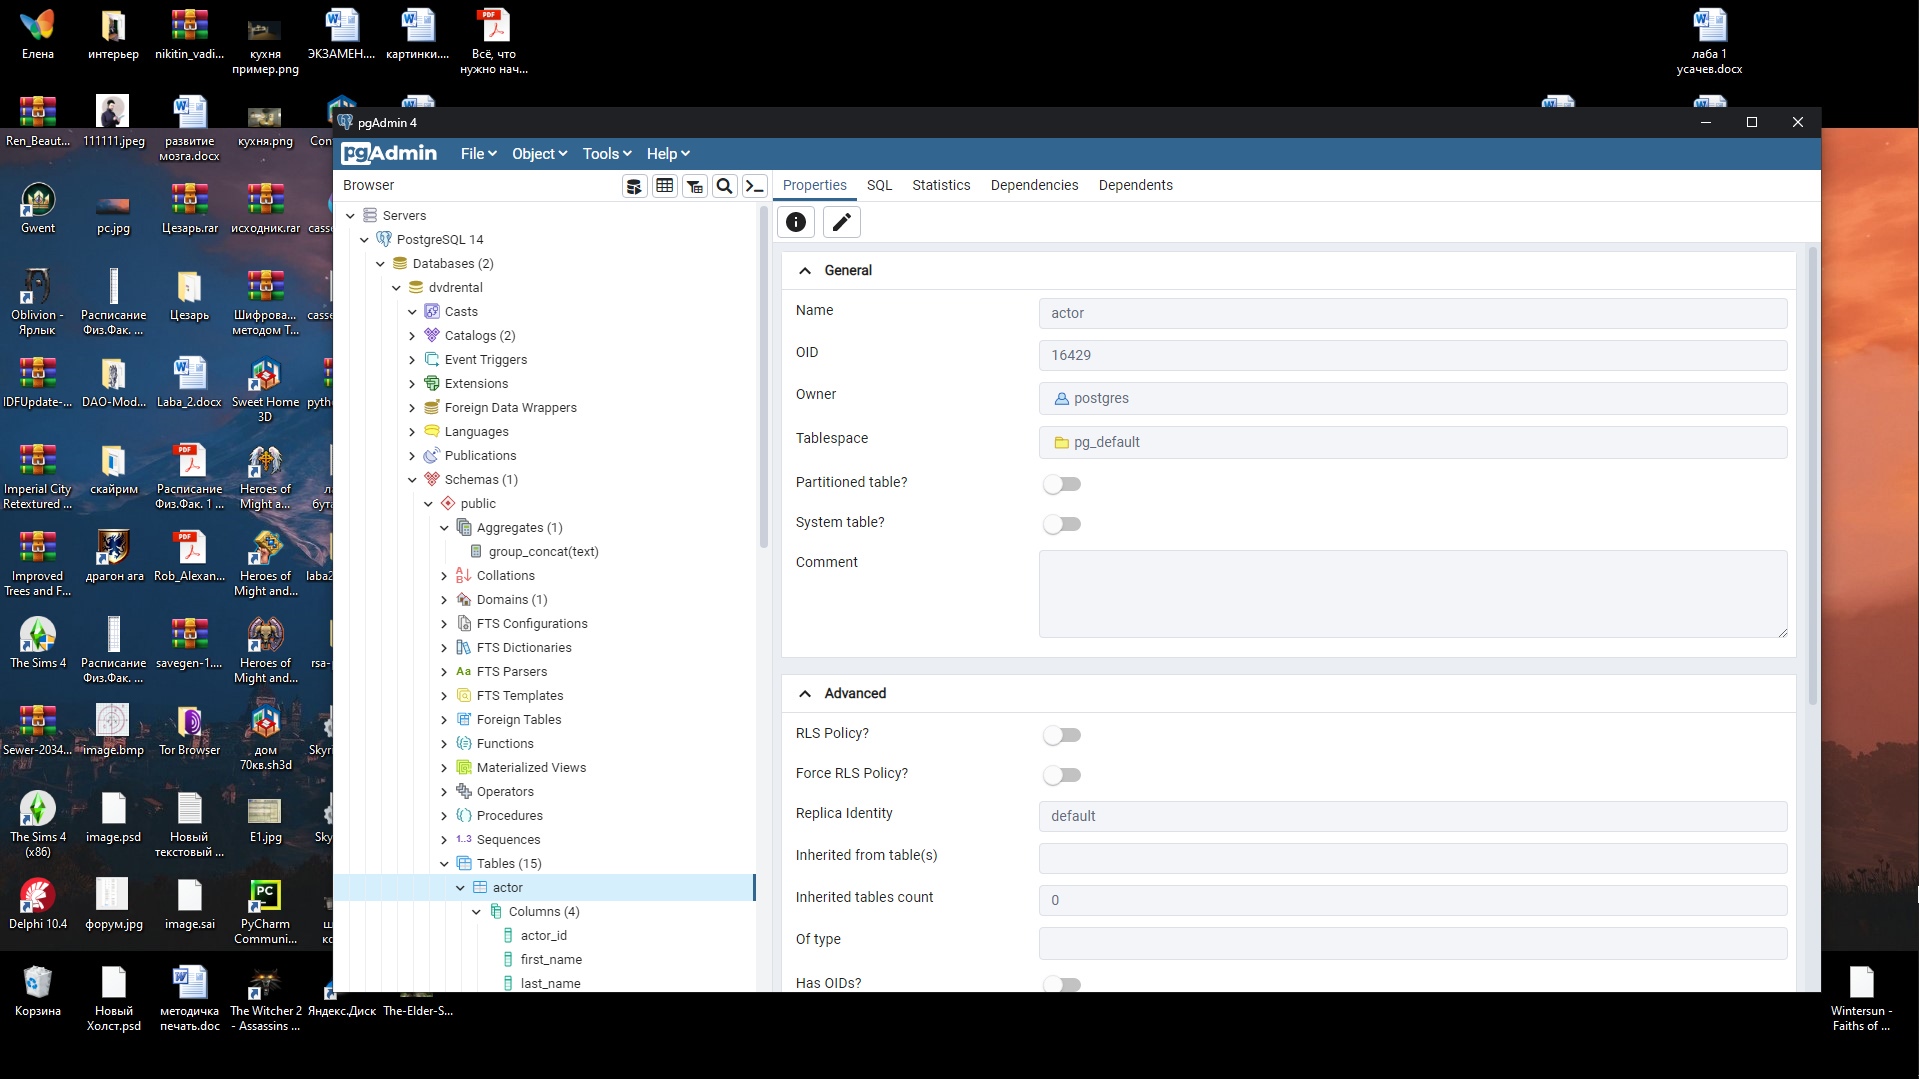 Елена
интерьер
nikitin_vadi...
кухня
пример.png
ЭКЗАМЕН....
картинки....
Всё, что
нужно нач...
лаба 1
усачев.docx
Ren_Beaut...
111111.jpeg
развитие
мозга.docx
кухня.png
Con
Gwent
pc.jpg
Цезарь.rar
исходник.rar
casse
Oblivion -
Ярлык
Расписание
Физ.Фак. ...
Цезарь
Шифрова...
методом Т...
casse
IDFUpdate-...
DAO-Mod...
Laba_2.docx
Sweet Home
3D
pyth
Imperial City
Retextured ...
скайрим
Расписание
Физ.Фак. 1 ...
Heroes of
Might a...
Improved
Trees and F...
драгон ага
Rob_Alexan...
Heroes of
Might and...
laba2
The Sims 4
Расписание
Физ.Фак. ...
savegen-1....
Heroes of
Might and...
rsa-
Sewer-2034...
image.bmp
Tor Browser
дом
70кв.sh3d
Skyri
The Sims 4
(x86)
image.psd
Новый
текстовый ...
E1.jpg
Sky
Delphi 10.4
форум.jpg
image.sai
PyCharm
Communi...
Корзина
Новый
Холст.psd
методичка
печать.doc
The Witcher 2
- Assassins ...
Яндекс.Диск
The-Elder-S...
Wintersun -
Faiths of ...
pgAdmin 4
pgAdmin
File
Object
Tools
Help
Browser
Properties
SQL
Statistics
Dependencies
Dependents
Servers
PostgreSQL 14
Databases (2)
dvdrental
Casts
Catalogs (2)
Event Triggers
Extensions
Foreign Data Wrappers
Languages
Publications
Schemas (1)
public
Aggregates (1)
group_concat(text)
Collations
Domains (1)
FTS Configurations
FTS Dictionaries
Aa FTS Parsers
FTS Templates
Foreign Tables
Functions
Materialized Views
Operators
Procedures
1..3 Sequences
Tables (15)
actor
Columns (4)
actor_id
first_name
last_name
General
Name
actor
OID
16429
Owner
postgres
Tablespace
pg_default
Partitioned table?
System table?
Comment
Advanced
RLS Policy?
Force RLS Policy?
Replica Identity
default
Inherited from table(s)
Inherited tables count
0
Of type
Has OIDs?